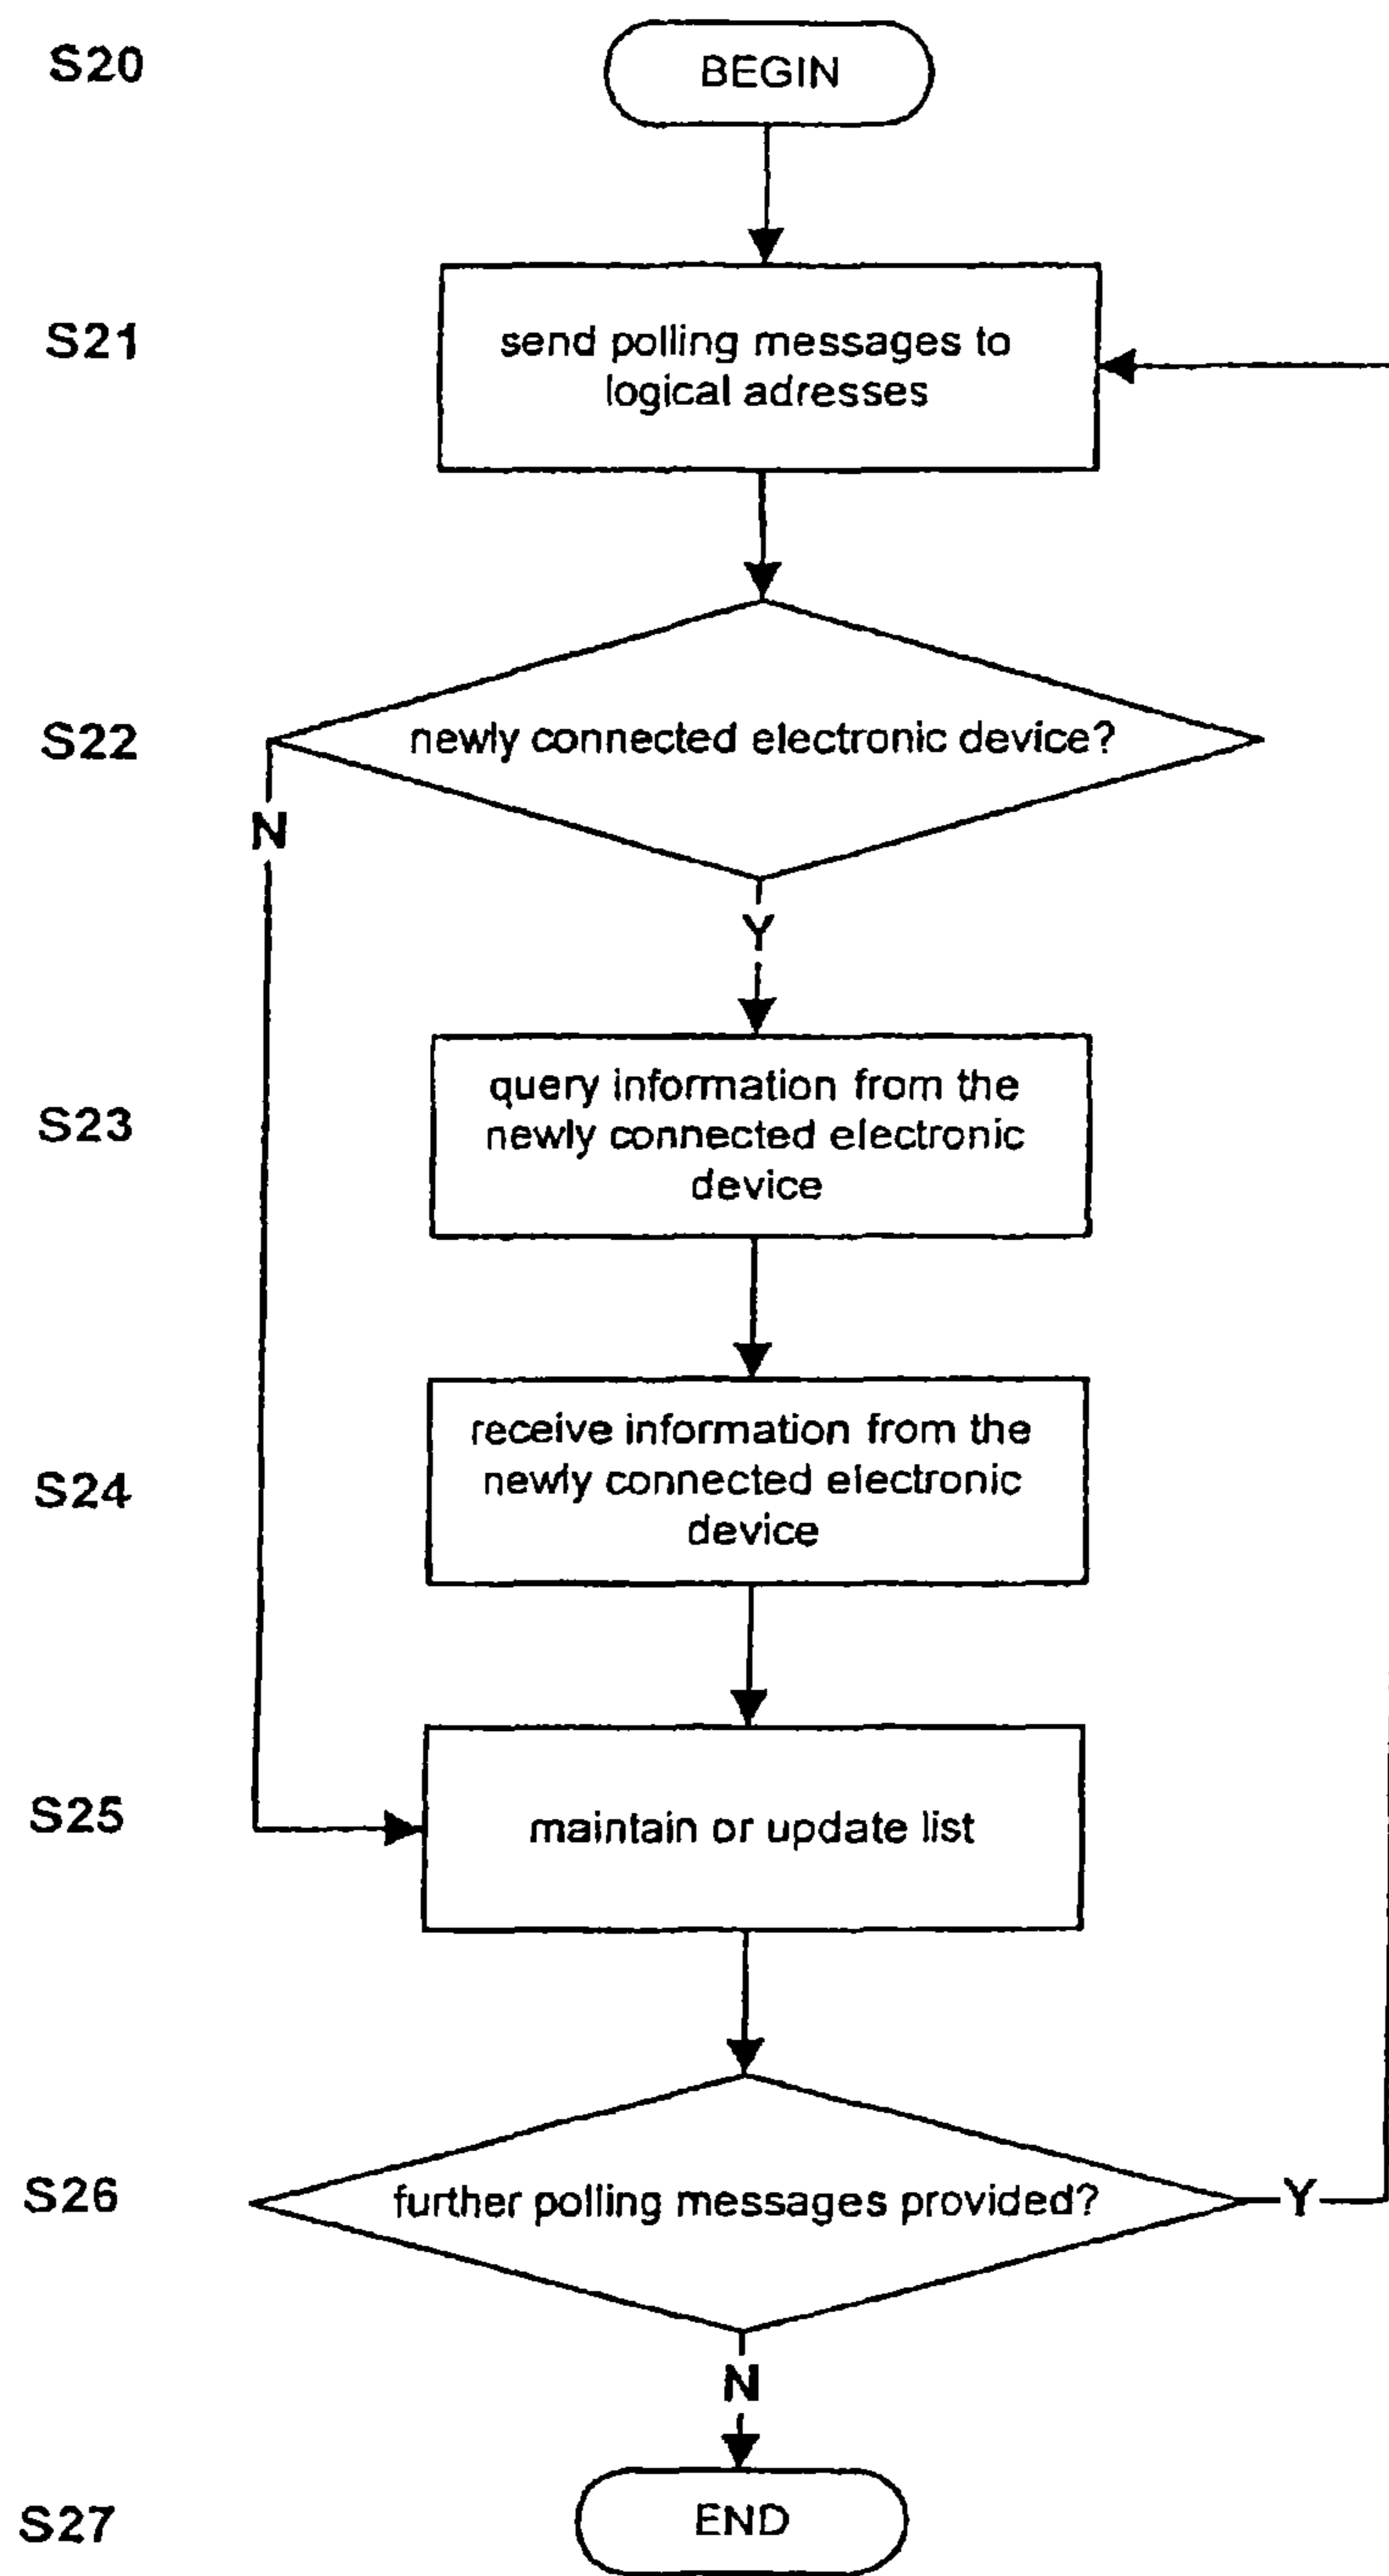 S20
BEGIN
S21
send polling messages to
logical adresses
S22
newly connected electronic device?
N
Y
S23
query information from the
newly connected electronic
device
S24
receive information from the
newly connected electronic
device
S25
maintain or update list
S26
further polling messages provided?
Y
N
S27
END